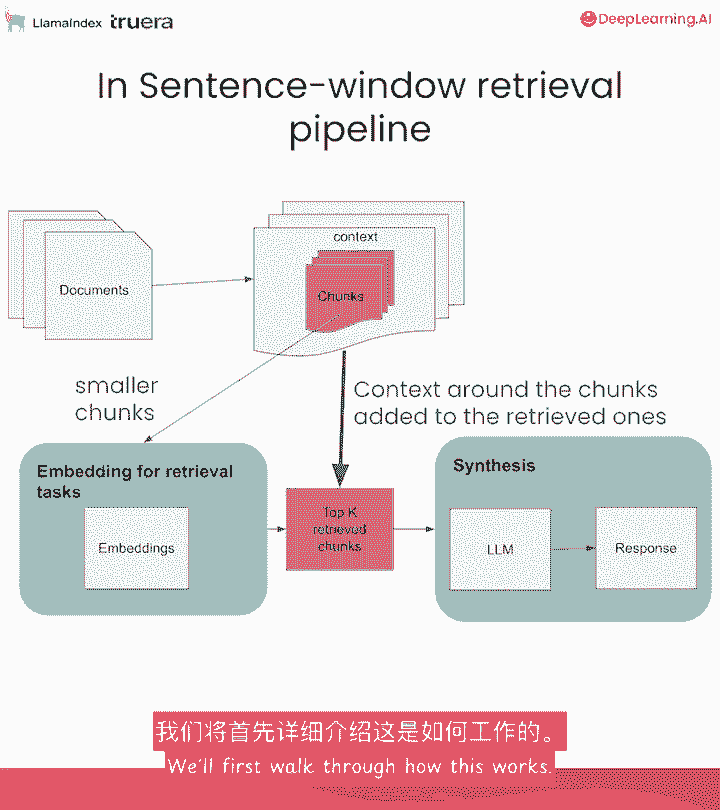 LlamaIndex truera
DeepLearning.AI
In Sentence-window retrieval
pipeline
context
Documents
Chunks
smaller
chunks
Context around the chunks
added to the retrieved ones
Embedding for retrieval
tasks
Embeddings
Top K
retrieved
chunks
Synthesis
LLM
Response
我们将首先详细介绍这是如何工作的。
We'll first walk through how this works.